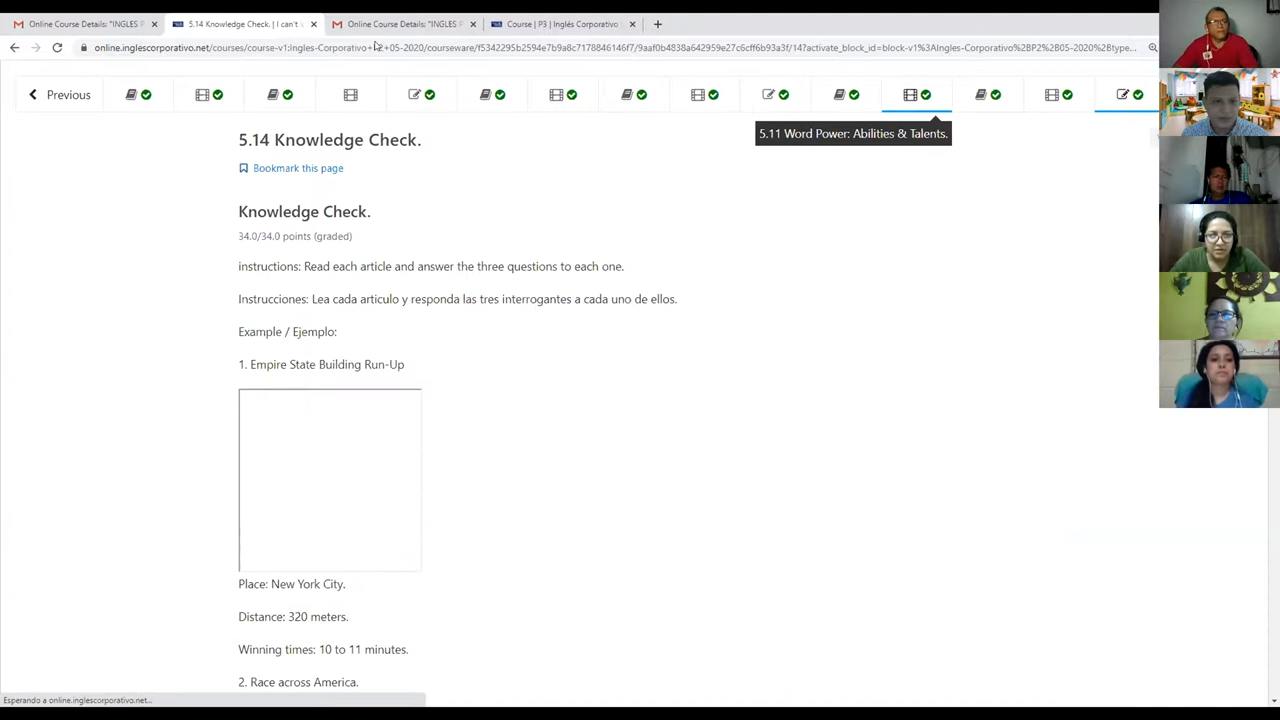 Online Course Details: "INGLES P
5.14 Knowledge Check. | I can't
Online Course Details: "INGLES P
Course | P3 | Inglés Corporativo
Previous
5.11 Word Power: Abilities & Talents.
5.14 Knowledge Check.
Bookmark this page
Knowledge Check.
34.0/34.0 points (graded)
instructions: Read each article and answer the three questions to each one.
Instrucciones: Lea cada articulo y responda las tres interrogantes a cada uno de ellos.
Example / Ejemplo:
1. Empire State Building Run-Up
Place: New York City.
Distance: 320 meters.
Winning times: 10 to 11 minutes.
2. Race across America.
Esperando a online.inglescorporativo.net...